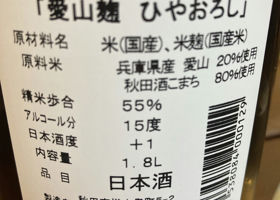 「愛山麹 ひやおろし」
原材料名 米(国産)、米麹(国産米)
原料米 兵庫県産 愛山 20%使用
秋田酒こまち 80%使用
精米歩合 55%
アルコール分 15度
日本酒度 +1
内容量 1.8L
品目 日本酒